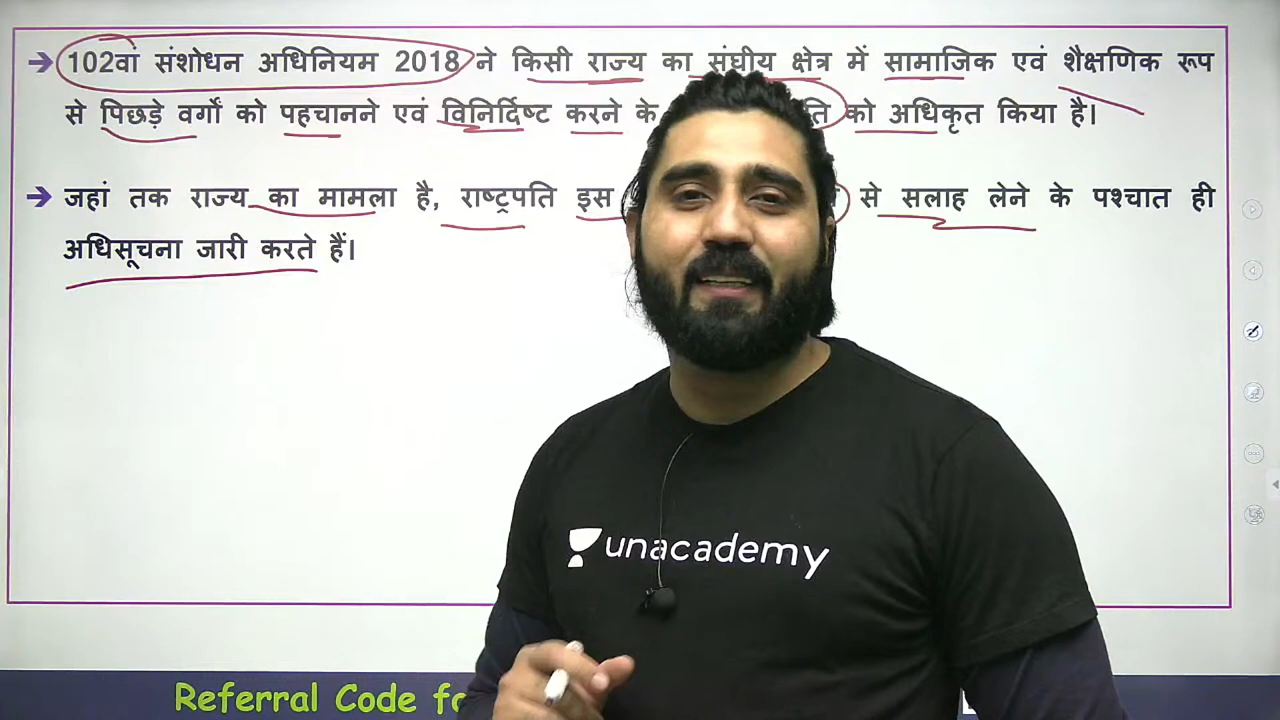 → 102वां संशोधन अधिनियम 2018 ने किसी राज्य का संघीय क्षेत्र में सामाजिक एवं शैक्षणिक रूप
से पिछड़े वर्गों को पहचानने एवं विनिर्दिष्ट करने के को अधिकृत किया है।
→ जहां तक राज्य का मामला है, राष्ट्रपति इस से सलाह लेने के पश्चात ही
अधिसूचना जारी करते हैं।
unacademy
Referral Code